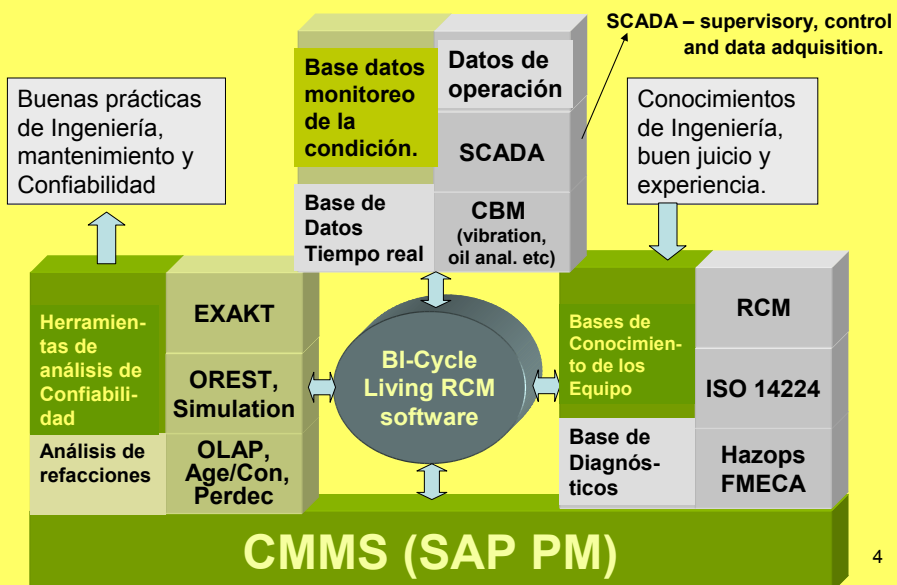 SCADA – supervisory, control
and data adquisition.
Buenas prácticas
de Ingeniería,
mantenimiento y
Confiabilidad
Base datos
monitoreo
de la
condición.
Datos de
operación
SCADA
Base de
Datos
Tiempo real
CBM
(vibration,
oil anal. etc)
Conocimientos
de Ingeniería,
buen juicio y
experiencia.
Herramien-
tas de
análisis de
Confiabili-
dad
EXAKT
OREST,
Simulation
Análisis de
refacciones
OLAP,
Age/Con,
Perdec
BI-Cycle
Living RCM
software
Bases de
Conocimien-
to de los
Equipo
RCM
ISO 14224
Base de
Diagnós-
ticos
Hazops
FMECA
CMMS (SAP PM)
4